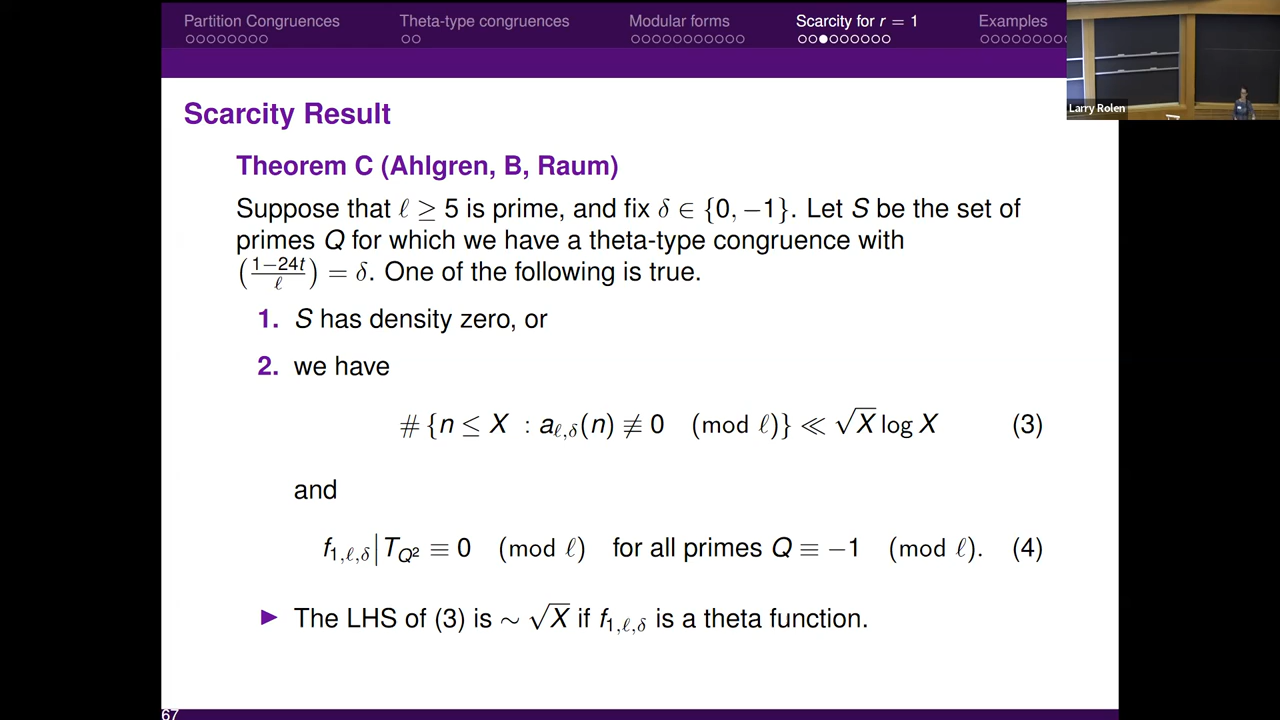 Partition Congruences Theta-type congruences Modular forms Scarcity for r = 1 Examples
Scarcity Result
Larry Rolen
Theorem C (Ahlgren, B, Raum)
Suppose that ℓ ≥ 5 is prime, and fix δ ∈ {0, −1}. Let S be the set of
primes Q for which we have a theta-type congruence with
(1−24t/ℓ) = δ. One of the following is true.
1. S has density zero, or
2. we have
# {n ≤ X : a_{ℓ,δ}(n) ≢ 0 (mod ℓ)} ≪ √X log X (3)
and
f_{1,ℓ,δ}|T_{Q²} ≡ 0 (mod ℓ) for all primes Q ≡ −1 (mod ℓ). (4)
▶ The LHS of (3) is ∼ √X if f_{1,ℓ,δ} is a theta function.
67